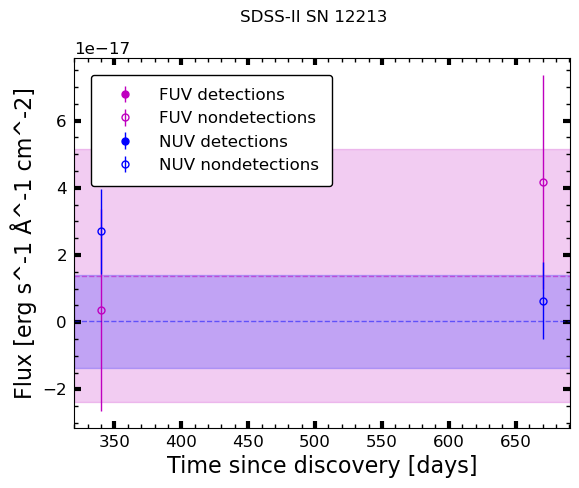 SDSS-II SN 12213
1e−17
FUV detections
FUV nondetections
NUV detections
NUV nondetections
6
4
2
0
−2
Flux [erg s^-1 Å^-1 cm^-2]
350 400 450 500 550 600 650
Time since discovery [days]